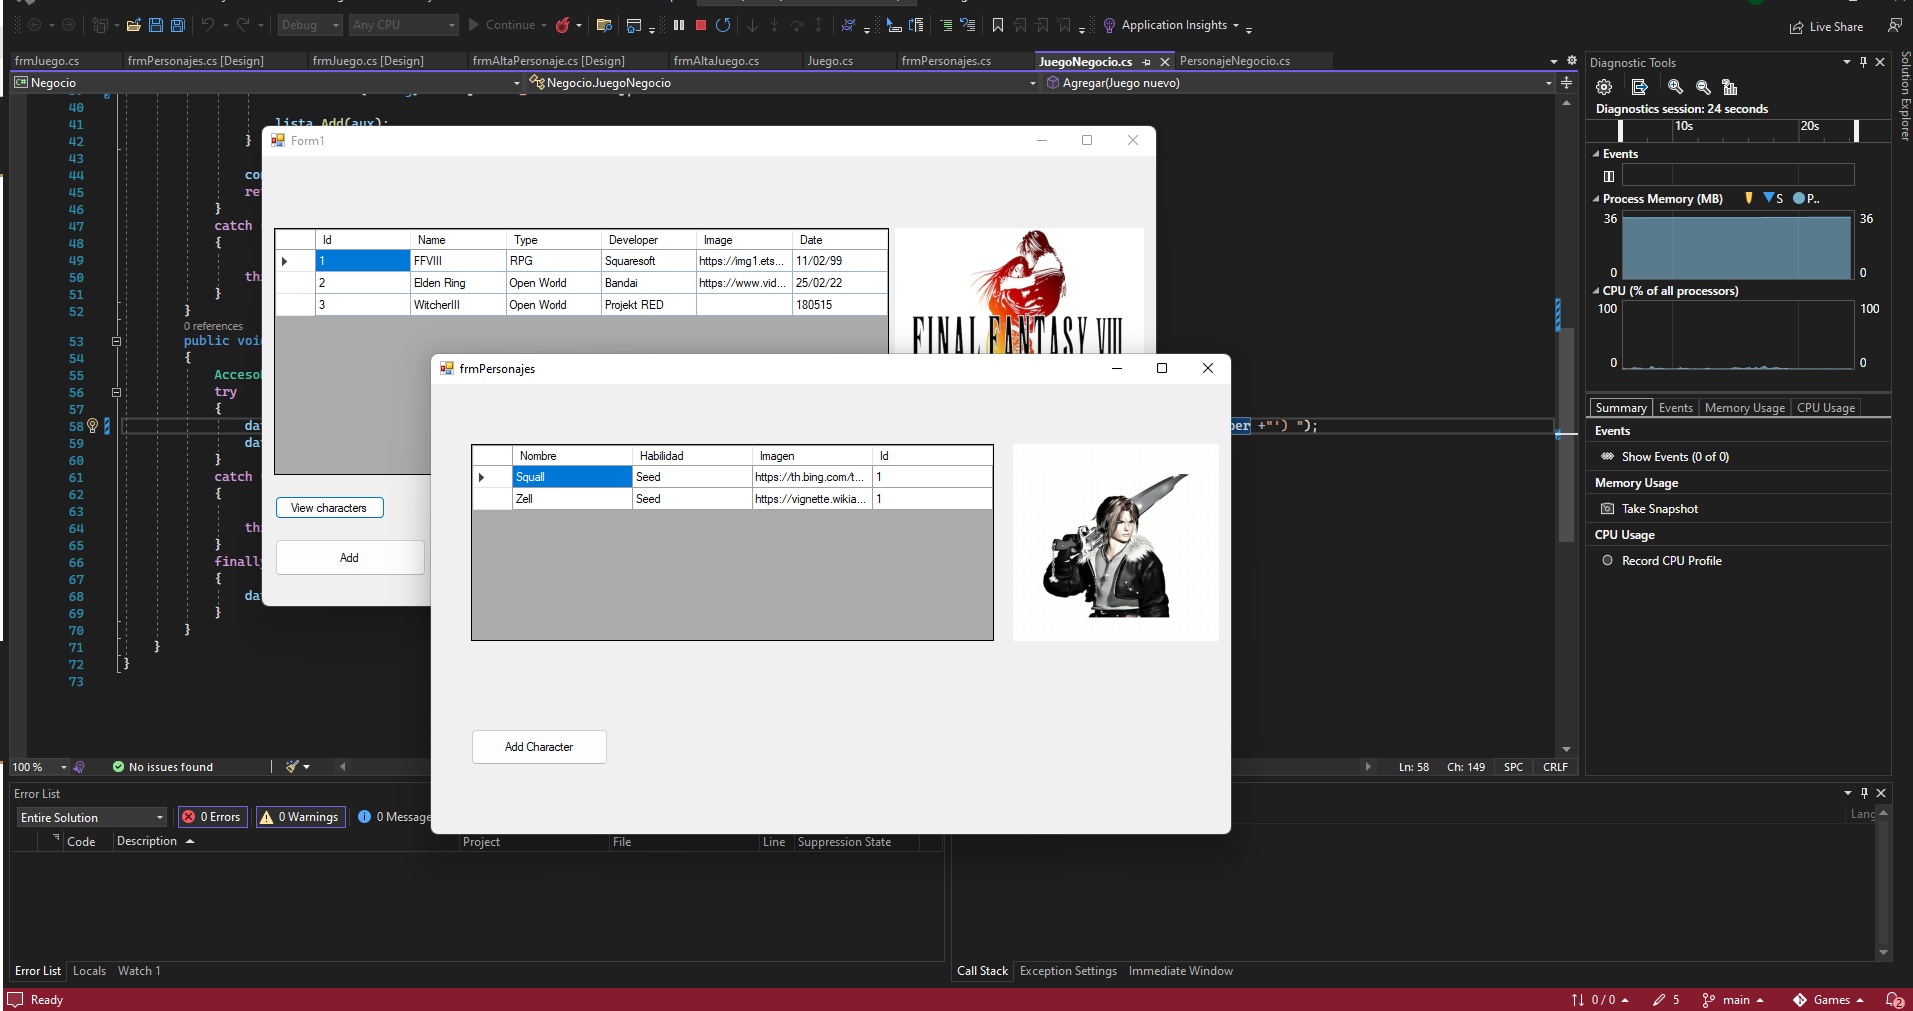 Debug Any CPU Continue Application Insights Live Share
frmJuego.cs frmPersonajes.cs [Design] frmJuego.cs [Design] frmAltaPersonaje.cs [Design] frmAltaJuego.cs Juego.cs frmPersonajes.cs JuegoNegocio.cs PersonajeNegocio.cs
Negocio Negocio.JuegoNegocio Agregar(Juego nuevo)
40
41 lista.Add(aux);
42 }
43
44
45
46 }
47 catch
48 {
49
50
51 }
52 }
0 references
53 public
54 {
55
56 try
57 {
58 +"') ");
59
60 }
61 catch
62 {
63
64
65 }
66
67 {
68
69 }
70 }
71 }
72 }
73
Form1
Id Name Type Developer Image Date
1 FFVIII RPG Squaresoft https://img1.ets... 11/02/99
2 Elden Ring Open World Bandai https://www.vid... 25/02/22
3 WitcherIII Open World Projekt RED 180515
FINAL FANTASY VIII
View characters
Add
frmPersonajes
Nombre Habilidad Imagen Id
Squall Seed https://th.bing.com/t... 1
Zell Seed https://vignette.wikia... 1
Add Character
100 % No issues found Ln: 58 Ch: 149 SPC CRLF
Diagnostic Tools
Diagnostics session: 24 seconds
10s 20s
Events
Process Memory (MB) S P..
36 36
0 0
CPU (% of all processors)
100 100
0 0
Summary Events Memory Usage CPU Usage
Events
Show Events (0 of 0)
Memory Usage
Take Snapshot
CPU Usage
Record CPU Profile
Solution Explorer
Error List
Entire Solution 0 Errors 0 Warnings 0 Message
Code Description Project File Line Suppression State
Lang
Error List Locals Watch 1
Call Stack Exception Settings Immediate Window
Ready 0 / 0 5 main Games 2